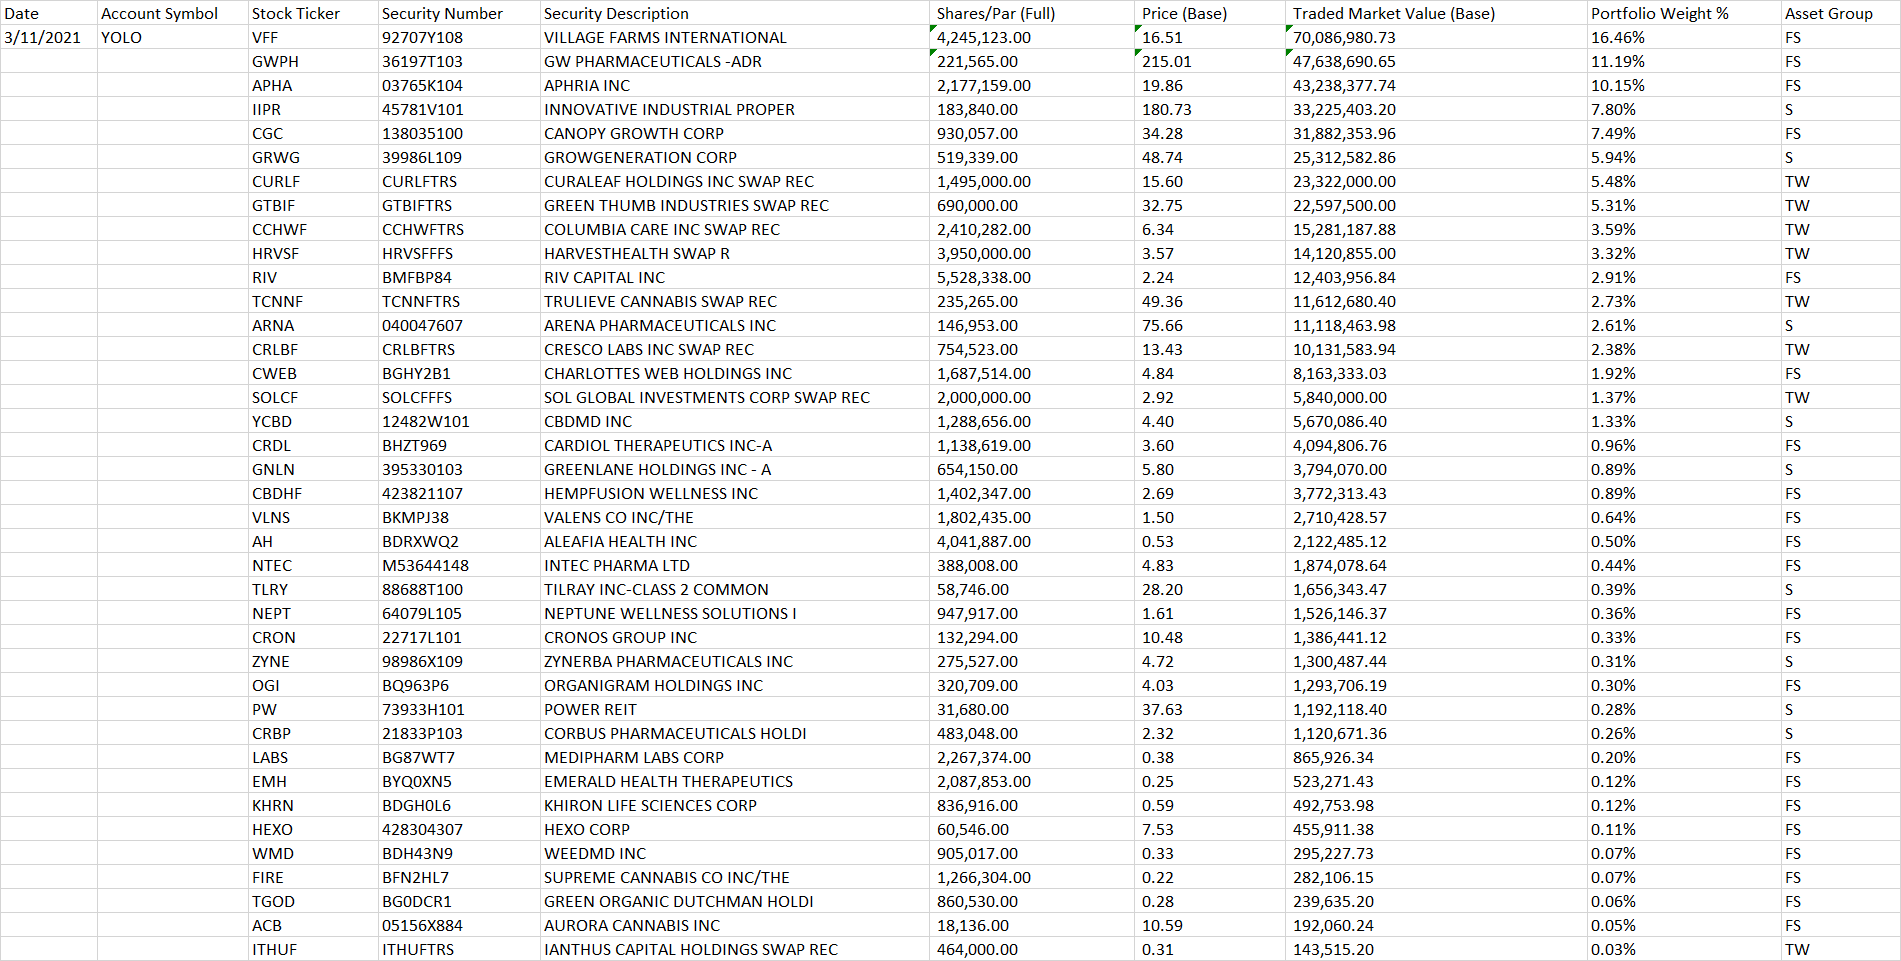 Date Account Symbol Stock Ticker Security Number Security Description Shares/Par (Full) Price (Base) Traded Market Value (Base) Portfolio Weight % Asset Group
3/11/2021 YOLO VFF 92707Y108 VILLAGE FARMS INTERNATIONAL 4,245,123.00 16.51 70,086,980.73 16.46% FS
GWPH 36197T103 GW PHARMACEUTICALS -ADR 221,565.00 215.01 47,638,690.65 11.19% FS
APHA 03765K104 APHRIA INC 2,177,159.00 19.86 43,238,377.74 10.15% FS
IIPR 45781V101 INNOVATIVE INDUSTRIAL PROPER 183,840.00 180.73 33,225,403.20 7.80% S
CGC 138035100 CANOPY GROWTH CORP 930,057.00 34.28 31,882,353.96 7.49% FS
GRWG 39986L109 GROWGENERATION CORP 519,339.00 48.74 25,312,582.86 5.94% S
CURLF CURLFTRS CURALEAF HOLDINGS INC SWAP REC 1,495,000.00 15.60 23,322,000.00 5.48% TW
GTBIF GTBIFTRS GREEN THUMB INDUSTRIES SWAP REC 690,000.00 32.75 22,597,500.00 5.31% TW
CCHWF CCHWFTRS COLUMBIA CARE INC SWAP REC 2,410,282.00 6.34 15,281,187.88 3.59% TW
HRVSF HRVSFFFS HARVESTHEALTH SWAP R 3,950,000.00 3.57 14,120,855.00 3.32% TW
RIV BMFBP84 RIV CAPITAL INC 5,528,338.00 2.24 12,403,956.84 2.91% FS
TCNNF TCNNFTRS TRULIEVE CANNABIS SWAP REC 235,265.00 49.36 11,612,680.40 2.73% TW
ARNA 040047607 ARENA PHARMACEUTICALS INC 146,953.00 75.66 11,118,463.98 2.61% S
CRLBF CRLBFTRS CRESCO LABS INC SWAP REC 754,523.00 13.43 10,131,583.94 2.38% TW
CWEB BGHY2B1 CHARLOTTES WEB HOLDINGS INC 1,687,514.00 4.84 8,163,333.03 1.92% FS
SOLCF SOLCFFFS SOL GLOBAL INVESTMENTS CORP SWAP REC 2,000,000.00 2.92 5,840,000.00 1.37% TW
YCBD 12482W101 CBDMD INC 1,288,656.00 4.40 5,670,086.40 1.33% S
CRDL BHZT969 CARDIOL THERAPEUTICS INC-A 1,138,619.00 3.60 4,094,806.76 0.96% FS
GNLN 395330103 GREENLANE HOLDINGS INC - A 654,150.00 5.80 3,794,070.00 0.89% S
CBDHF 423821107 HEMPFUSION WELLNESS INC 1,402,347.00 2.69 3,772,313.43 0.89% FS
VLNS BKMPJ38 VALENS CO INC/THE 1,802,435.00 1.50 2,710,428.57 0.64% FS
AH BDRXWQ2 ALEAFIA HEALTH INC 4,041,887.00 0.53 2,122,485.12 0.50% FS
NTEC M53644148 INTEC PHARMA LTD 388,008.00 4.83 1,874,078.64 0.44% FS
TLRY 88688T100 TILRAY INC-CLASS 2 COMMON 58,746.00 28.20 1,656,343.47 0.39% S
NEPT 64079L105 NEPTUNE WELLNESS SOLUTIONS I 947,917.00 1.61 1,526,146.37 0.36% FS
CRON 22717L101 CRONOS GROUP INC 132,294.00 10.48 1,386,441.12 0.33% FS
ZYNE 98986X109 ZYNERBA PHARMACEUTICALS INC 275,527.00 4.72 1,300,487.44 0.31% S
OGI BQ963P6 ORGANIGRAM HOLDINGS INC 320,709.00 4.03 1,293,706.19 0.30% FS
PW 73933H101 POWER REIT 31,680.00 37.63 1,192,118.40 0.28% S
CRBP 21833P103 CORBUS PHARMACEUTICALS HOLDI 483,048.00 2.32 1,120,671.36 0.26% S
LABS BG87WT7 MEDIPHARM LABS CORP 2,267,374.00 0.38 865,926.34 0.20% FS
EMH BYQ0XN5 EMERALD HEALTH THERAPEUTICS 2,087,853.00 0.25 523,271.43 0.12% FS
KHRN BDGH0L6 KHIRON LIFE SCIENCES CORP 836,916.00 0.59 492,753.98 0.12% FS
HEXO 428304307 HEXO CORP 60,546.00 7.53 455,911.38 0.11% FS
WMD BDH43N9 WEEDMD INC 905,017.00 0.33 295,227.73 0.07% FS
FIRE BFN2HL7 SUPREME CANNABIS CO INC/THE 1,266,304.00 0.22 282,106.15 0.07% FS
TGOD BG0DCR1 GREEN ORGANIC DUTCHMAN HOLDI 860,530.00 0.28 239,635.20 0.06% FS
ACB 05156X884 AURORA CANNABIS INC 18,136.00 10.59 192,060.24 0.05% FS
ITHUF ITHUFTRS IANTHUS CAPITAL HOLDINGS SWAP REC 464,000.00 0.31 143,515.20 0.03% TW